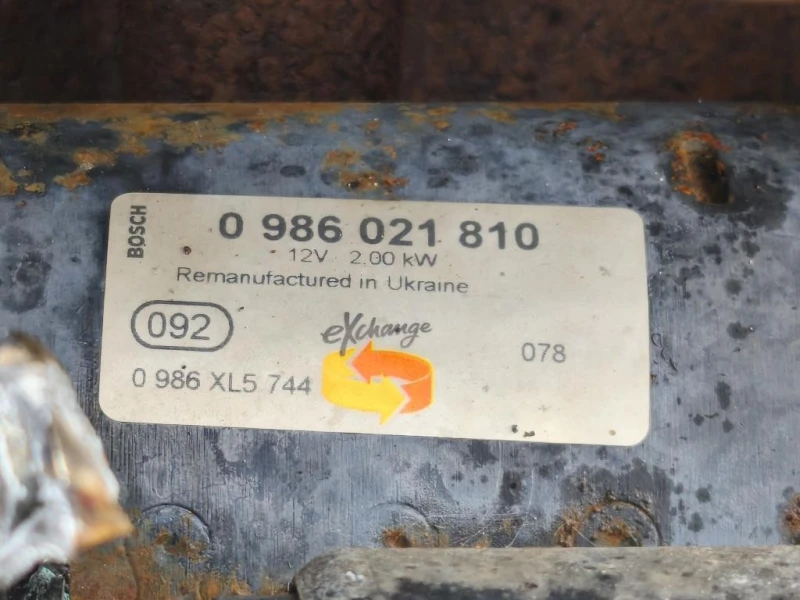 BOSCH
0 986 021 810
12V 2.00 kW
Remanufactured in Ukraine
092
eXchange
078
0 986 XL5 744